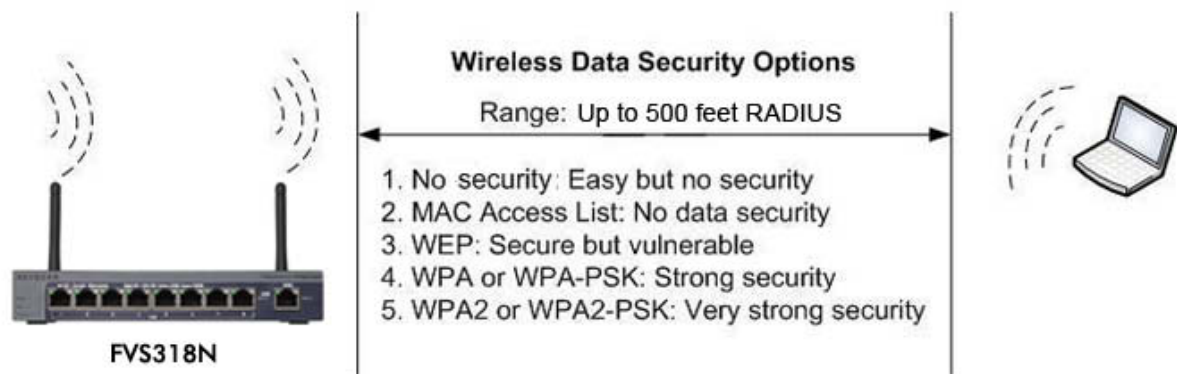 Wireless Data Security Options
Range: Up to 500 feet RADIUS
1. No security: Easy but no security
2. MAC Access List: No data security
3. WEP: Secure but vulnerable
4. WPA or WPA-PSK: Strong security
5. WPA2 or WPA2-PSK: Very strong security
NETGEAR
FVS318N